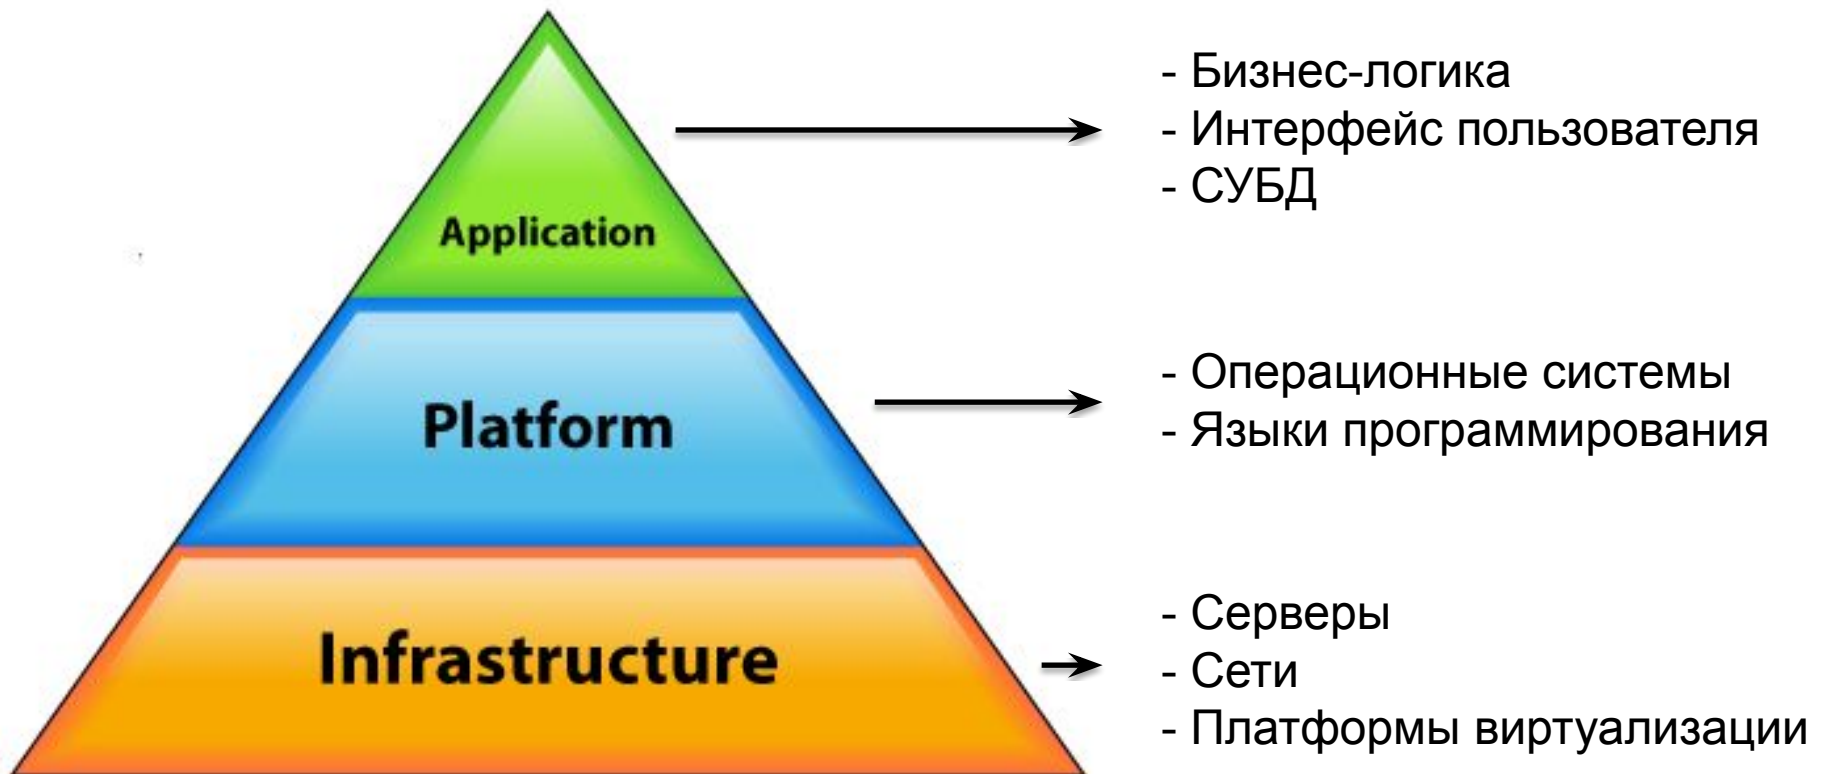 - Бизнес-логика
- Интерфейс пользователя
- СУБД
Application
- Операционные системы
- Языки программирования
Platform
- Серверы
- Сети
- Платформы виртуализации
Infrastructure